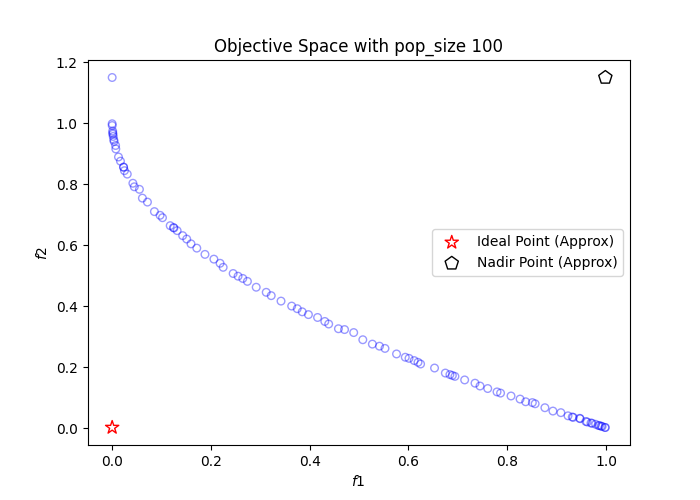 Objective Space with pop_size 100
1.2
1.0
0.8
0.6
0.4
0.2
0.0
f2
Ideal Point (Approx)
Nadir Point (Approx)
0.0 0.2 0.4 0.6 0.8 1.0
f1